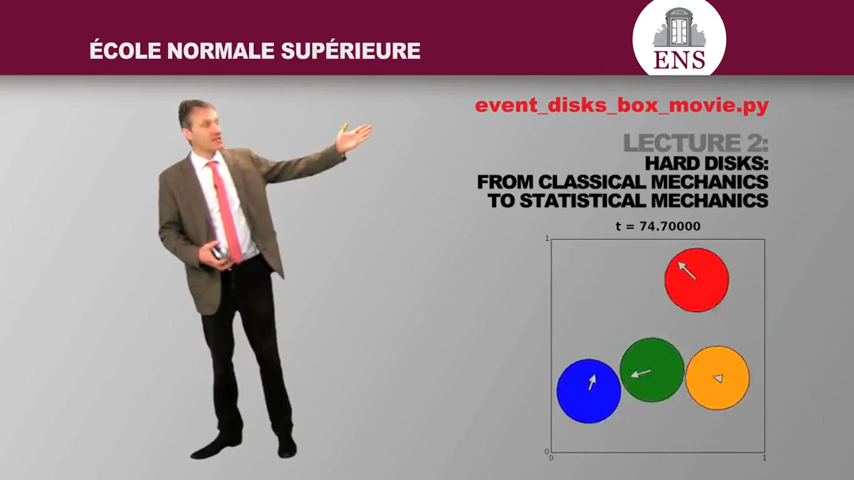 ÉCOLE NORMALE SUPÉRIEURE
ENS
event_disks_box_movie.py
LECTURE 2:
HARD DISKS:
FROM CLASSICAL MECHANICS
TO STATISTICAL MECHANICS
t = 74.70000
1
0
0
1